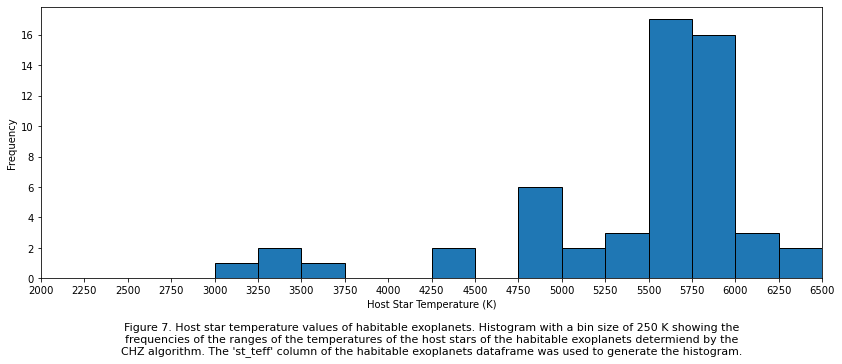 16
14
12
10
8
6
4
2
0
Frequency
2000 2250 2500 2750 3000 3250 3500 3750 4000 4250 4500 4750 5000 5250 5500 5750 6000 6250 6500
Host Star Temperature (K)
Figure 7. Host star temperature values of habitable exoplanets. Histogram with a bin size of 250 K showing the
frequencies of the ranges of the temperatures of the host stars of the habitable exoplanets determiend by the
CHZ algorithm. The 'st_teff' column of the habitable exoplanets dataframe was used to generate the histogram.